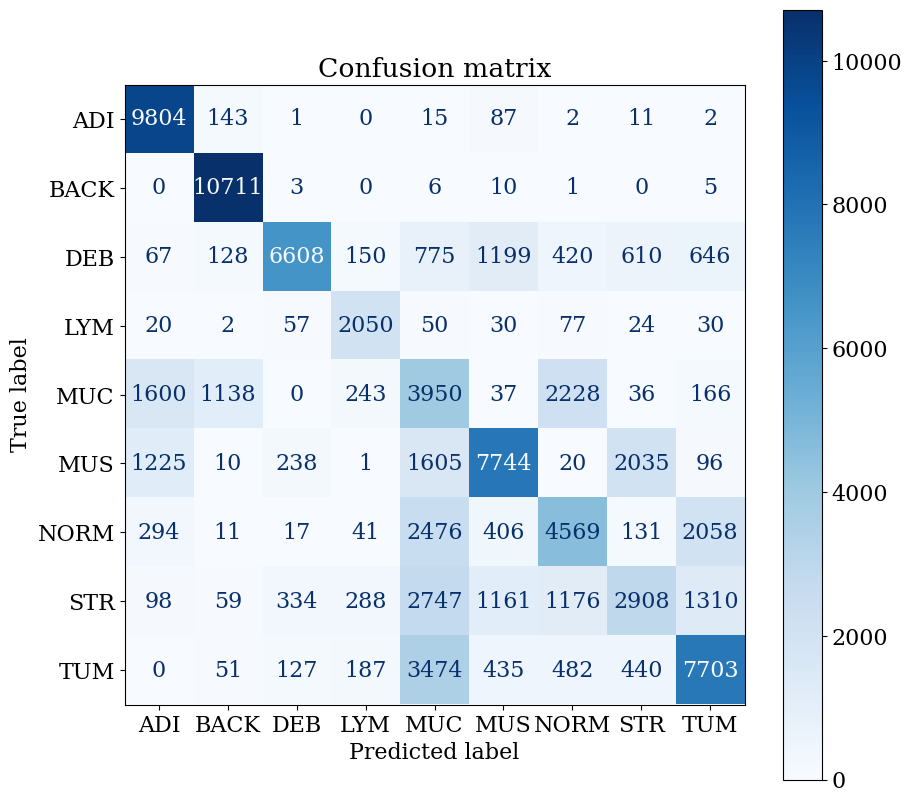 Confusion matrix
ADI 9804 143 1 0 15 87 2 11 2
BACK 0 10711 3 0 6 10 1 0 5
DEB 67 128 6608 150 775 1199 420 610 646
LYM 20 2 57 2050 50 30 77 24 30
MUC 1600 1138 0 243 3950 37 2228 36 166
MUS 1225 10 238 1 1605 7744 20 2035 96
NORM 294 11 17 41 2476 406 4569 131 2058
STR 98 59 334 288 2747 1161 1176 2908 1310
TUM 0 51 127 187 3474 435 482 440 7703
ADI BACK DEB LYM MUC MUS NORM STR TUM
Predicted label
True label
10000
8000
6000
4000
2000
0